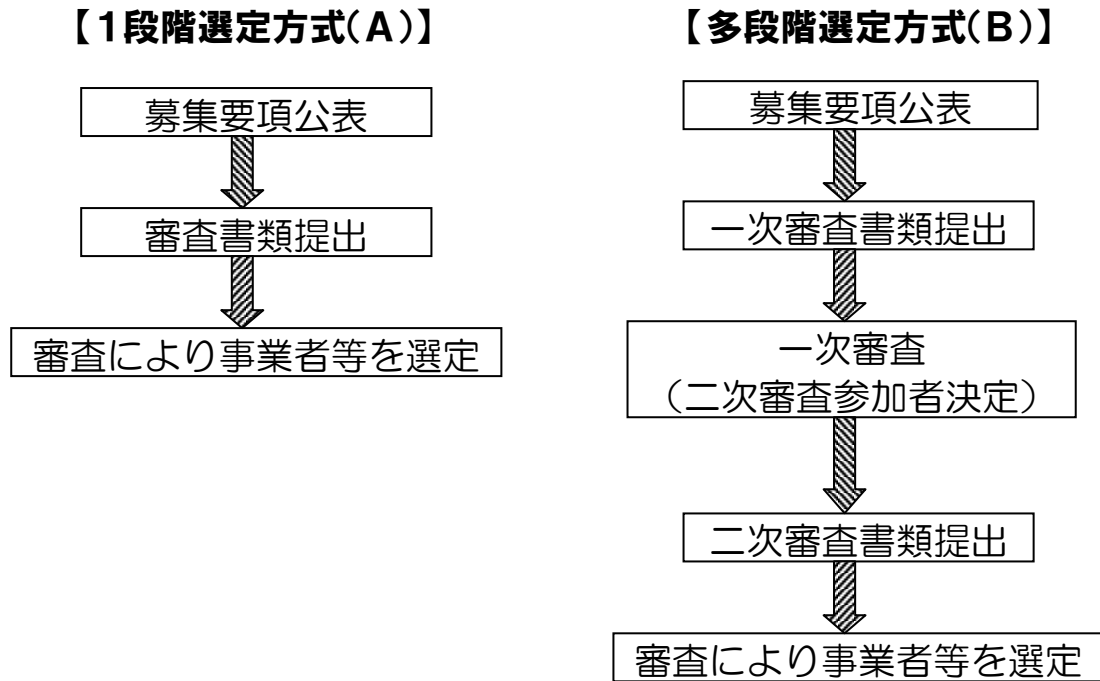 【1段階選定方式(A)】
募集要項公表
審査書類提出
審査により事業者等を選定
【多段階選定方式(B)】
募集要項公表
一次審査書類提出
一次審査
(二次審査参加者決定)
二次審査書類提出
審査により事業者等を選定